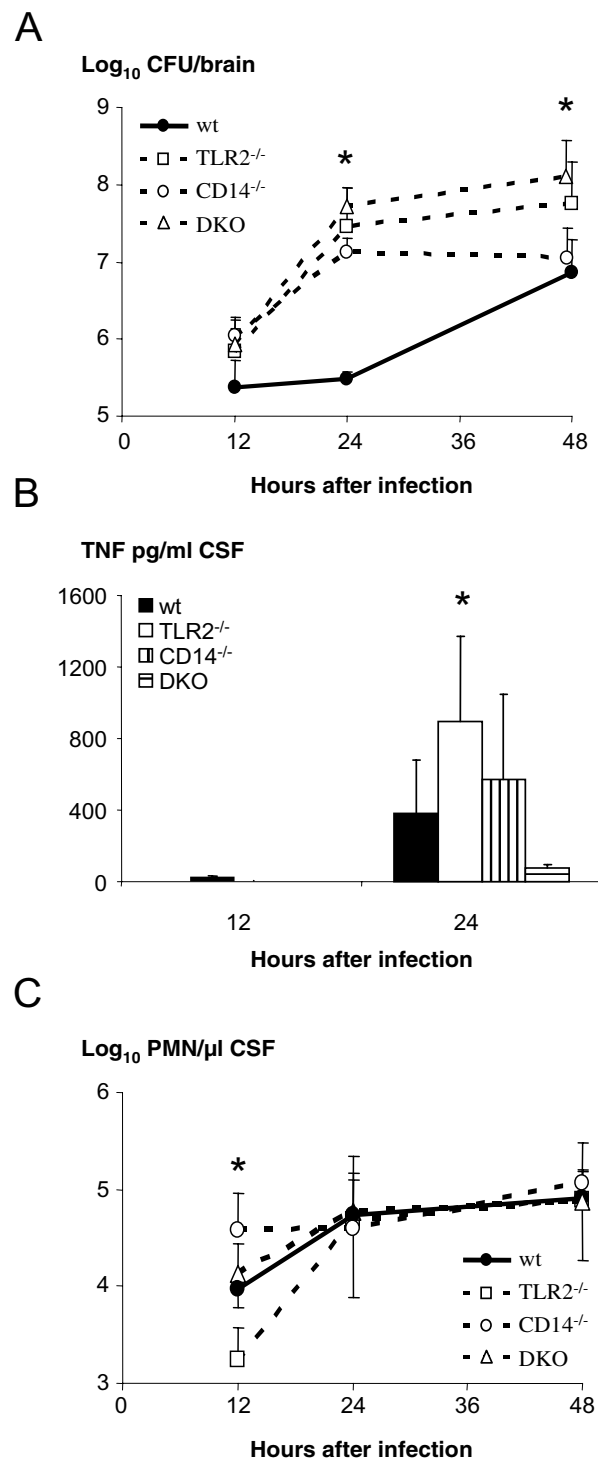 A
Log₁₀ CFU/brain
9
8
7
6
5
wt
TLR2⁻/⁻
CD14⁻/⁻
DKO
*
*
0 12 24 36 48
Hours after infection
B
TNF pg/ml CSF
1600
1200
800
400
0
wt
TLR2⁻/⁻
CD14⁻/⁻
DKO
*
12 24
Hours after infection
C
Log₁₀ PMN/µl CSF
6
5
4
3
*
wt
TLR2⁻/⁻
CD14⁻/⁻
DKO
0 12 24 36 48
Hours after infection